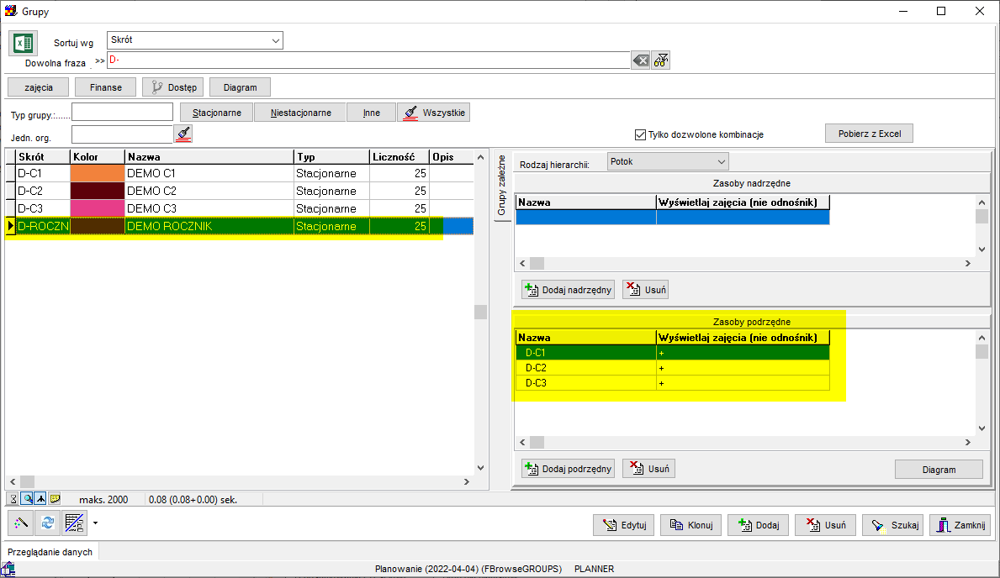 Grupy
Sortuj wg Skrót
Dowolna fraza >> D-
zajęcia Finanse Dostęp Diagram
Typ grupy.:...... Stacjonarne Niestacjonarne Inne Wszystkie
Jedn. org. Tylko dozwolone kombinacje Pobierz z Excel
Skrót Kolor Nazwa Typ Liczność Opis
D-C1 DEMO C1 Stacjonarne 25
D-C2 DEMO C2 Stacjonarne 25
D-C3 DEMO C3 Stacjonarne 25
D-ROCZN DEMO ROCZNIK Stacjonarne 25
Grupy zależne
Rodzaj hierarchii: Potok
Zasoby nadrzędne
Nazwa Wyświetlaj zajęcia (nie odnośnik)
Dodaj nadrzędny Usuń
Zasoby podrzędne
Nazwa Wyświetlaj zajęcia (nie odnośnik)
D-C1 +
D-C2 +
D-C3 +
Dodaj podrzędny Usuń Diagram
maks. 2000 0.08 (0.08+0.00) sek.
Edytuj Klonuj Dodaj Usuń Szukaj Zamknij
Przeglądanie danych
Planowanie (2022-04-04) (FBrowseGROUPS) PLANNER